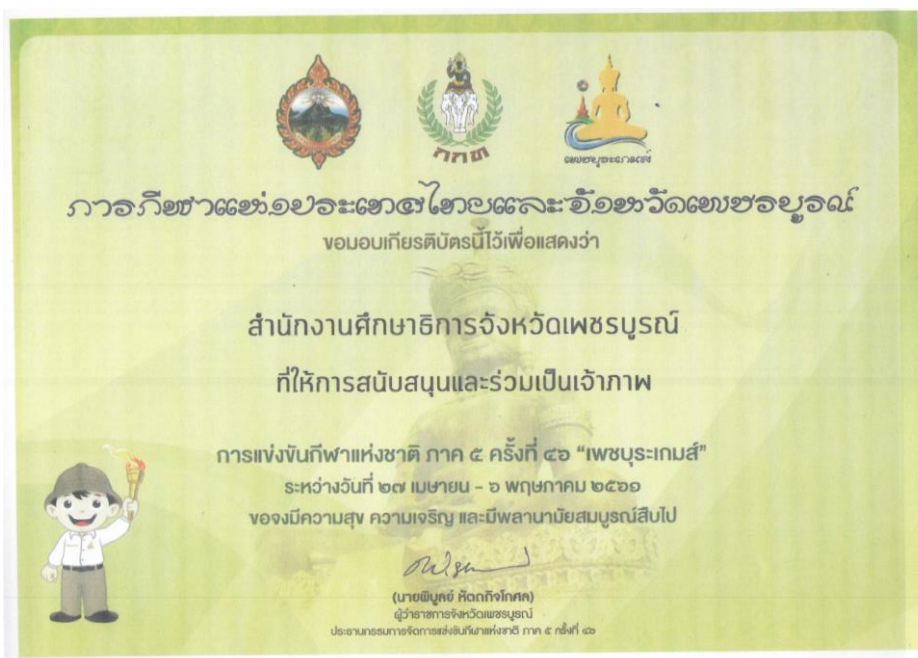 กกท
เพชบุระเกมส์
การกีฬาแห่งประเทศไทยและจังหวัดเพชรบูรณ์
ขอมอบเกียรติบัตรนี้ไว้เพื่อแสดงว่า
สำนักงานศึกษาธิการจังหวัดเพชรบูรณ์
ที่ให้การสนับสนุนและร่วมเป็นเจ้าภาพ
การแข่งขันกีฬาแห่งชาติ ภาค ๕ ครั้งที่ ๔๖ “เพชบุระเกมส์”
ระหว่างวันที่ ๒๗ เมษายน - ๖ พฤษภาคม ๒๕๖๑
ขอจงมีความสุข ความเจริญ และมีพลานามัยสมบูรณ์สืบไป
(นายพิบูลย์ หัตถกิจโกศล)
ผู้ว่าราชการจังหวัดเพชรบูรณ์
ประธานกรรมการจัดการแข่งขันกีฬาแห่งชาติ ภาค ๕ ครั้งที่ ๔๖